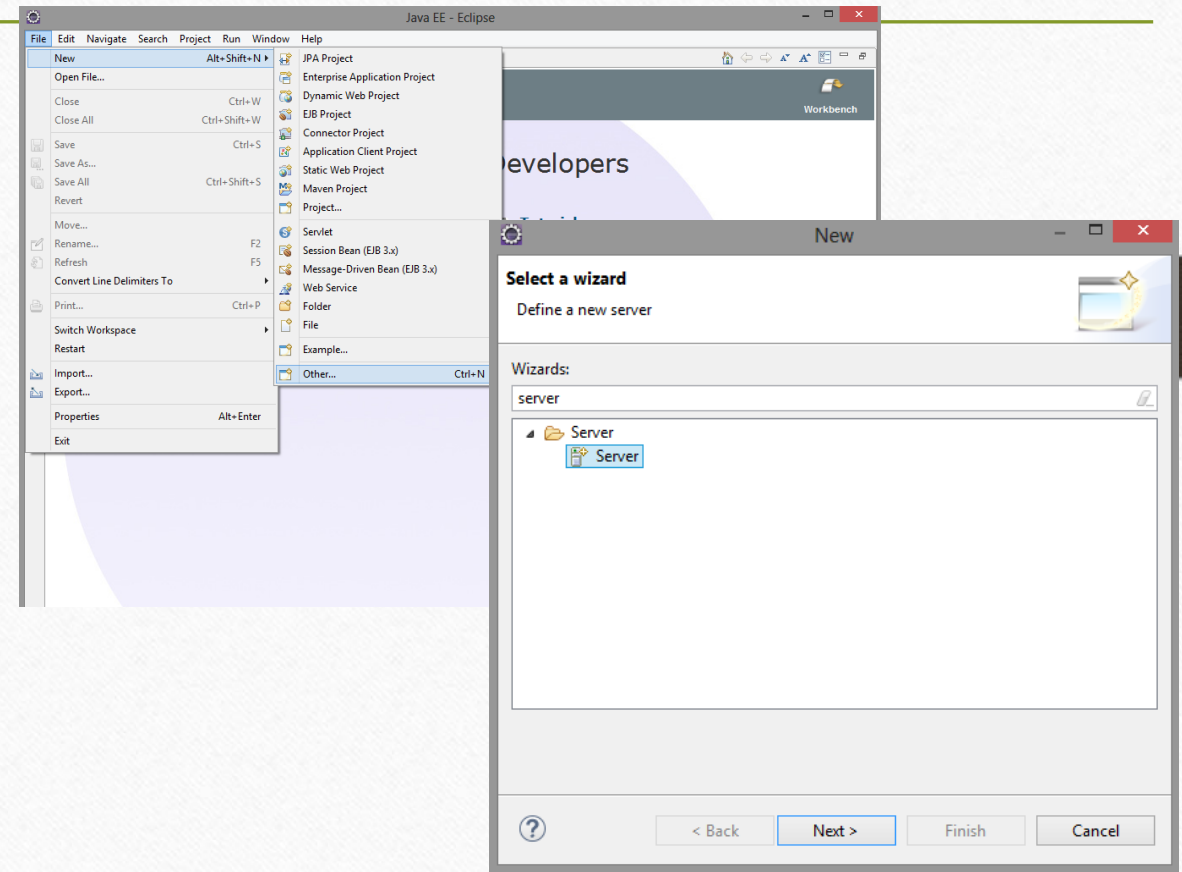 Java EE - Eclipse
File Edit Navigate Search Project Run Window Help
New Alt+Shift+N
Open File...
Close Ctrl+W
Close All Ctrl+Shift+W
Save Ctrl+S
Save As...
Save All Ctrl+Shift+S
Revert
Move...
Rename... F2
Refresh F5
Convert Line Delimiters To
Print... Ctrl+P
Switch Workspace
Restart
Import...
Export...
Properties Alt+Enter
Exit
JPA Project
Enterprise Application Project
Dynamic Web Project
EJB Project
Connector Project
Application Client Project
Static Web Project
Maven Project
Project...
Servlet
Session Bean (EJB 3.x)
Message-Driven Bean (EJB 3.x)
Web Service
Folder
File
Example...
Other... Ctrl+N
Workbench
evelopers
New
Select a wizard
Define a new server
Wizards:
server
Server
Server
< Back Next > Finish Cancel